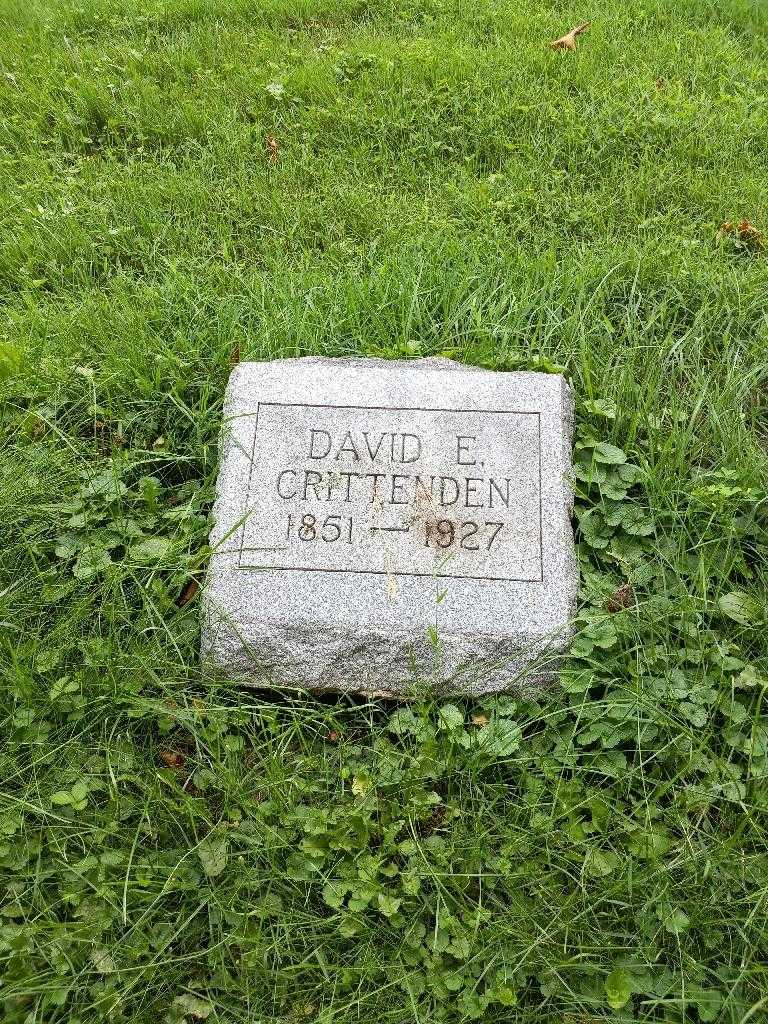 DAVID E.
CRITTENDEN
1851 — 1927